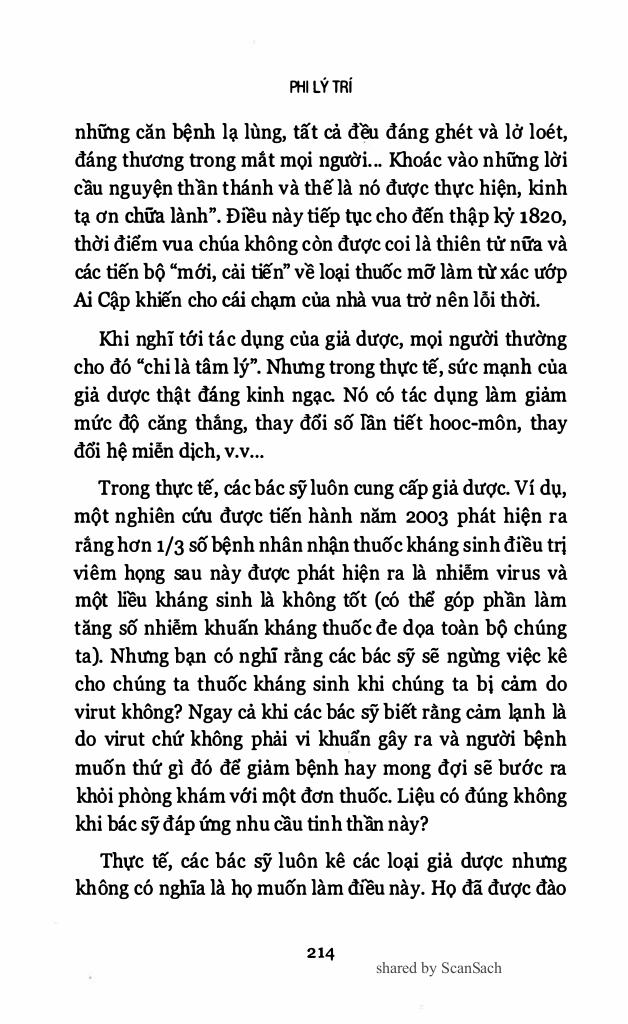 PHI LÝ TRÍ
những căn bệnh lạ lùng, tất cả đều đáng ghét và lở loét,
đáng thương trong mắt mọi người... Khoác vào những lời
cầu nguyện thần thánh và thế là nó được thực hiện, kinh
tạ ơn chữa lành”. Điều này tiếp tục cho đến thập kỷ 1820,
thời điểm vua chúa không còn được coi là thiên tử nữa và
các tiến bộ “mới, cải tiến” về loại thuốc mỡ làm từ xác ướp
Ai Cập khiến cho cái chạm của nhà vua trở nên lỗi thời.
Khi nghĩ tới tác dụng của giả dược, mọi người thường
cho đó “chỉ là tâm lý”. Nhưng trong thực tế, sức mạnh của
giả dược thật đáng kinh ngạc. Nó có tác dụng làm giảm
mức độ căng thẳng, thay đổi số lần tiết hooc-môn, thay
đổi hệ miễn dịch, v.v...
Trong thực tế, các bác sỹ luôn cung cấp giả dược. Ví dụ,
một nghiên cứu được tiến hành năm 2003 phát hiện ra
rằng hơn 1/3 số bệnh nhân nhận thuốc kháng sinh điều trị
viêm họng sau này được phát hiện ra là nhiễm virus và
một liều kháng sinh là không tốt (có thể góp phần làm
tăng số nhiễm khuẩn kháng thuốc đe dọa toàn bộ chúng
ta). Nhưng bạn có nghĩ rằng các bác sỹ sẽ ngừng việc kê
cho chúng ta thuốc kháng sinh khi chúng ta bị cảm do
virut không? Ngay cả khi các bác sỹ biết rằng cảm lạnh là
do virut chứ không phải vi khuẩn gây ra và người bệnh
muốn thứ gì đó để giảm bệnh hay mong đợi sẽ bước ra
khỏi phòng khám với một đơn thuốc. Liệu có đúng không
khi bác sỹ đáp ứng nhu cầu tinh thần này?
Thực tế, các bác sỹ luôn kê các loại giả dược nhưng
không có nghĩa là họ muốn làm điều này. Họ đã được đào
214
shared by ScanSach